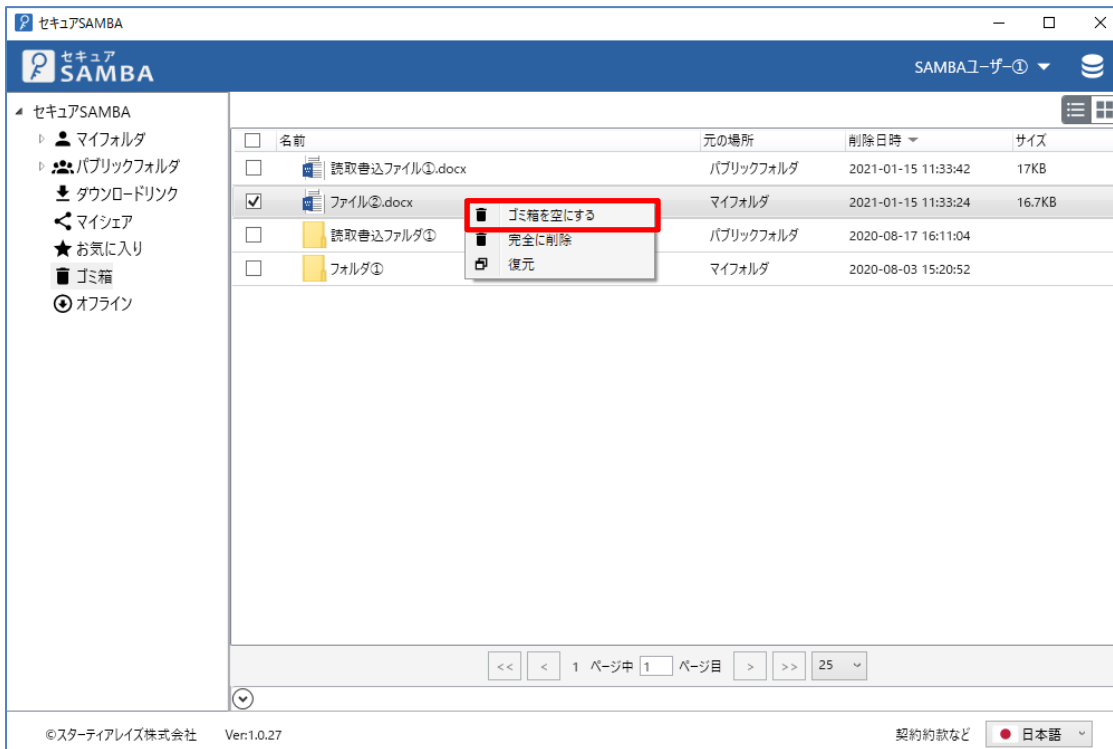 セキュアSAMBA
セキュア
SAMBA
SAMBAユーザー①
セキュアSAMBA
マイフォルダ
パブリックフォルダ
ダウンロードリンク
マイシェア
お気に入り
ゴミ箱
オフライン
名前 元の場所 削除日時 サイズ
読取書込ファイル①.docx パブリックフォルダ 2021-01-15 11:33:42 17KB
ファイル②.docx マイフォルダ 2021-01-15 11:33:24 16.7KB
読取書込ファルダ① パブリックフォルダ 2020-08-17 16:11:04
フォルダ① マイフォルダ 2020-08-03 15:20:52
ゴミ箱を空にする
完全に削除
復元
<< < 1 ページ中 1 ページ目 > >> 25
©スターティアレイズ株式会社 Ver:1.0.27 契約約款など 日本語